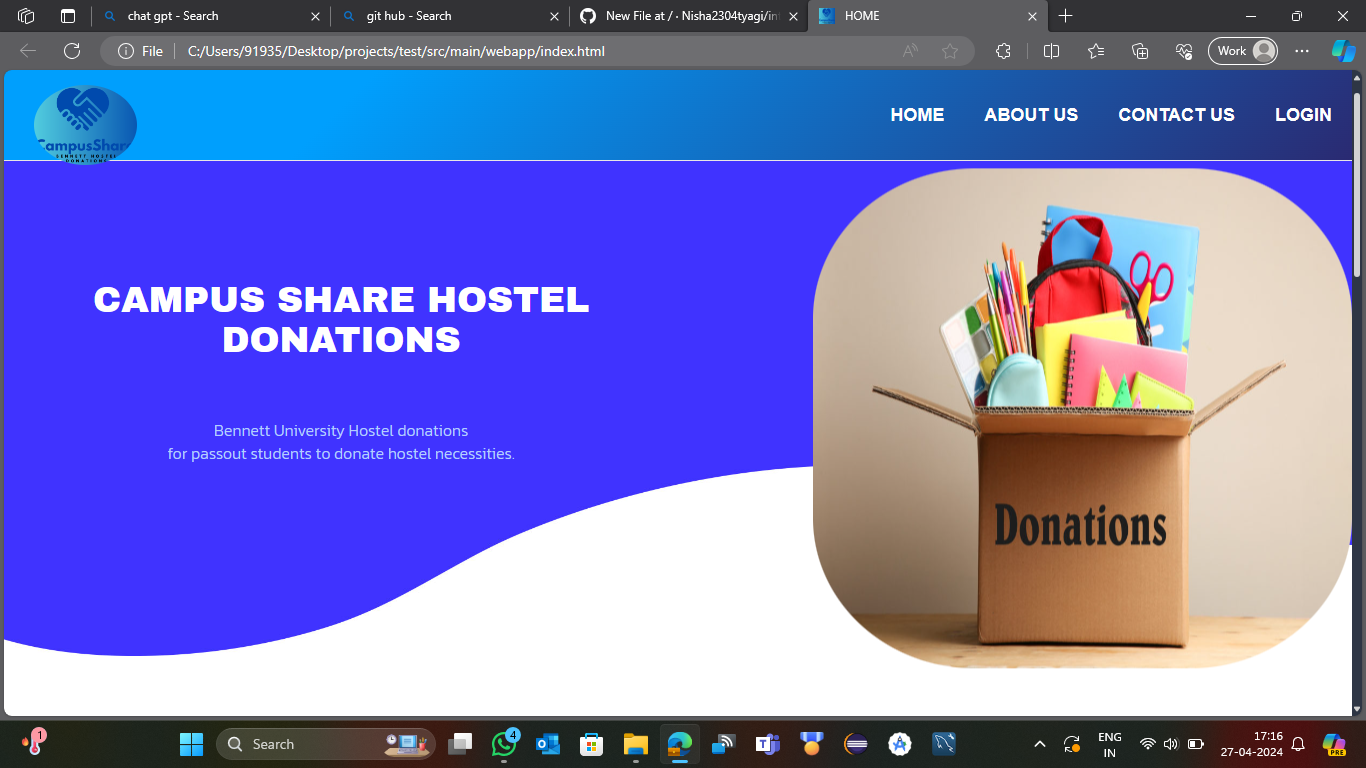 chat gpt - Search
git hub - Search
New File at / · Nisha2304tyagi/int
HOME
File
C:/Users/91935/Desktop/projects/test/src/main/webapp/index.html
Work
CampusShare
BENNETT HOSTEL
DONATIONS
HOME
ABOUT US
CONTACT US
LOGIN
CAMPUS SHARE HOSTEL
DONATIONS
Bennett University Hostel donations
for passout students to donate hostel necessities.
Donations
1
Search
4
ENG
IN
17:16
27-04-2024
PRE